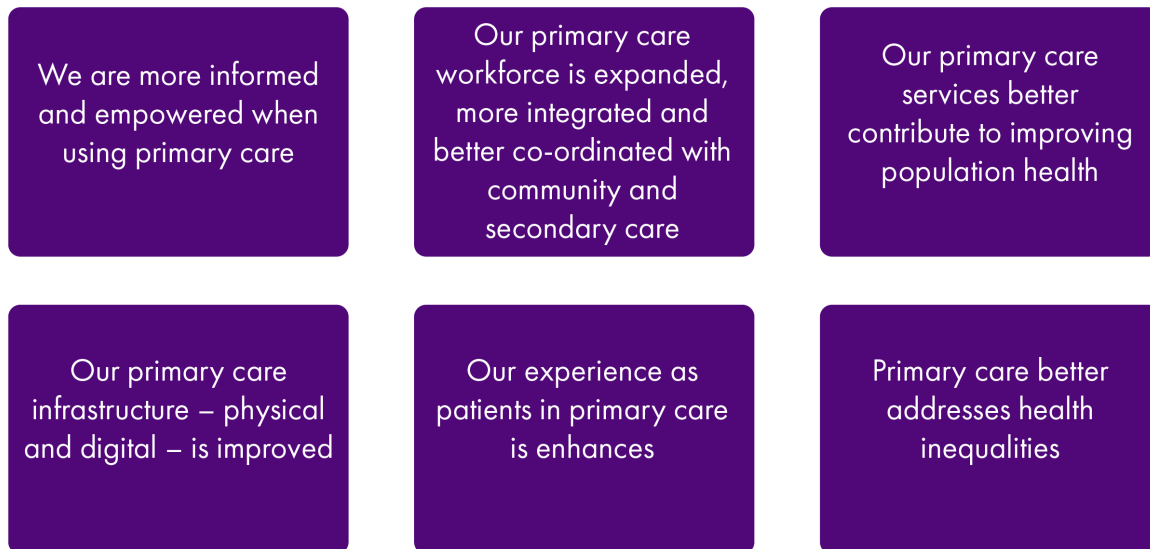 We are more informed
and empowered when
using primary care
Our primary care
workforce is expanded,
more integrated and
better co-ordinated with
community and
secondary care
Our primary care
services better
contribute to improving
population health
Our primary care
infrastructure – physical
and digital – is improved
Our experience as
patients in primary care
is enhances
Primary care better
addresses health
inequalities